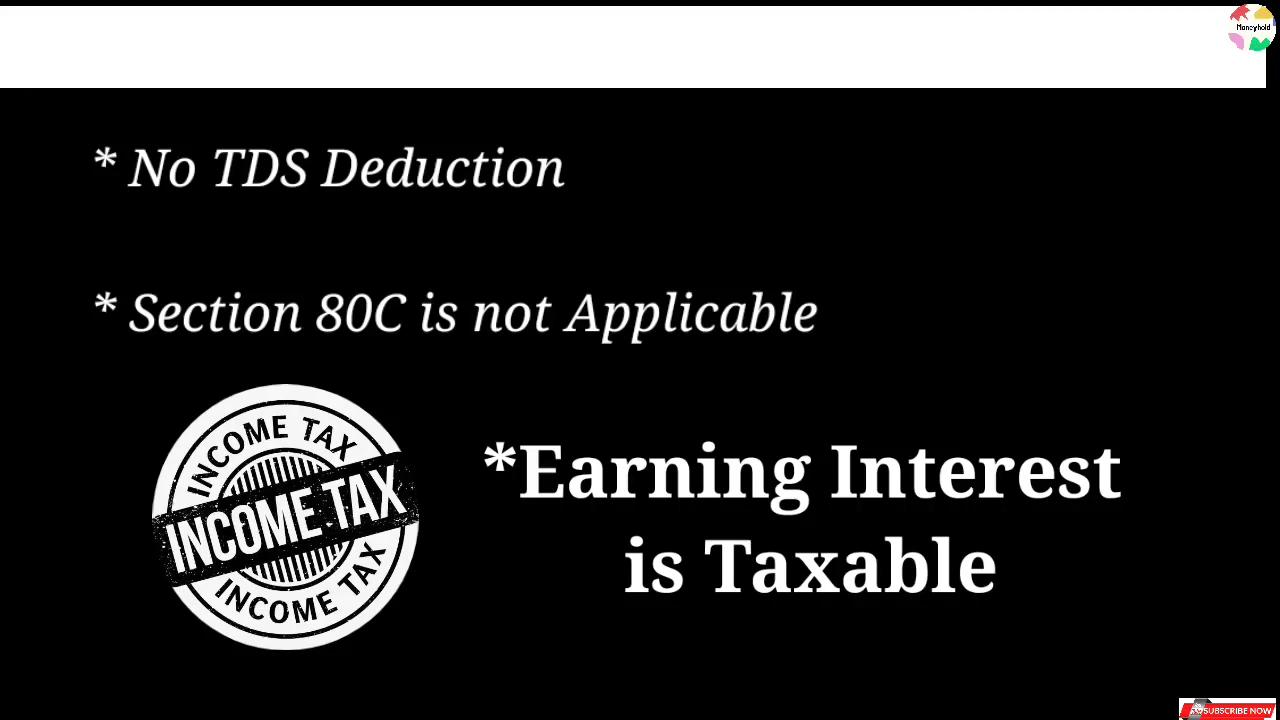 Moneyhold
* No TDS Deduction
* Section 80C is not Applicable
INCOME TAX
INCOME TAX
INCOME TAX
*Earning Interest
is Taxable
SUBSCRIBE NOW